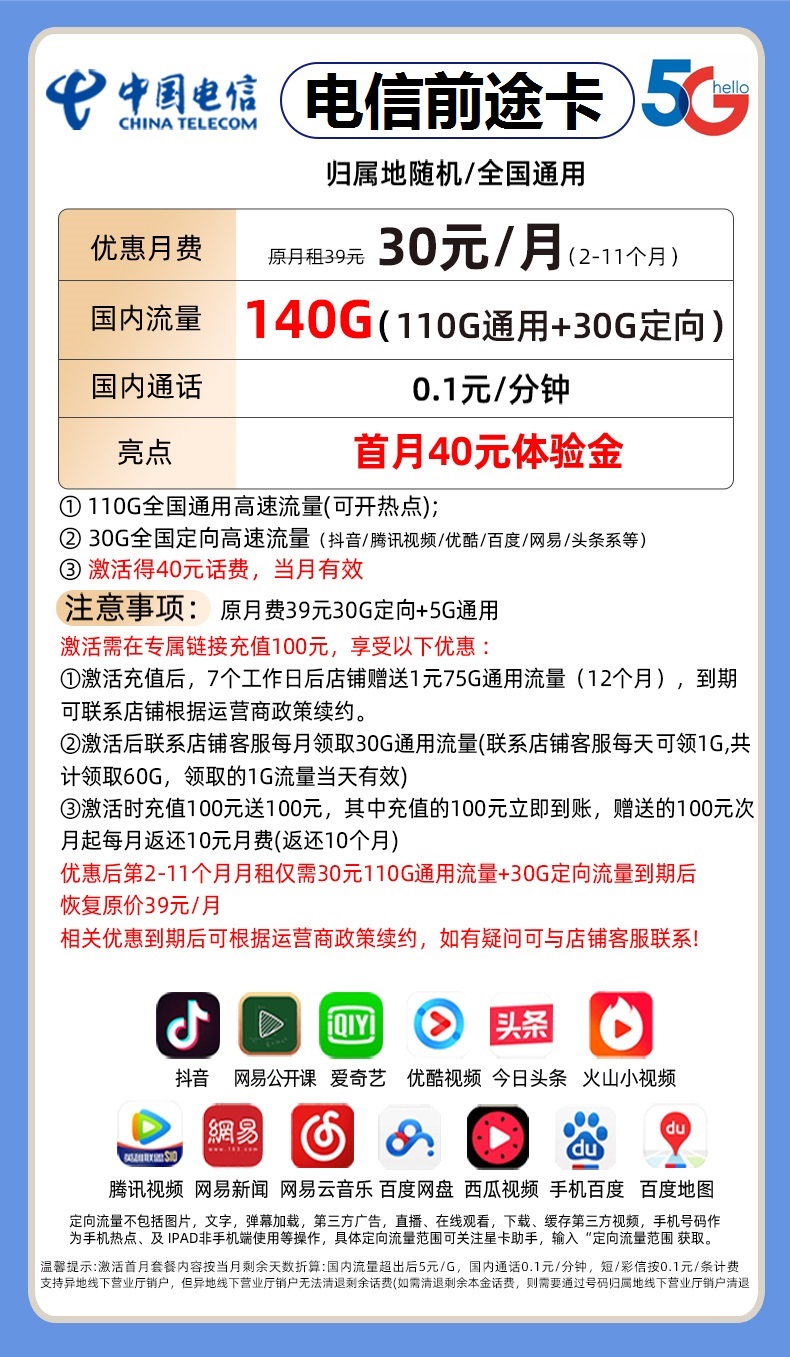 中国电信
CHINA TELECOM
电信前途卡
5G
hello
归属地随机/全国通用
优惠月费
原月租39元 30元/月(2-11个月)
国内流量
140G(110G通用+30G定向)
国内通话
0.1元/分钟
亮点
首月40元体验金
① 110G全国通用高速流量(可开热点);
② 30G全国定向高速流量(抖音/腾讯视频/优酷/百度/网易/头条系等)
③ 激活得40元话费，当月有效
注意事项：原月费39元30G定向+5G通用
激活需在专属链接充值100元，享受以下优惠：
①激活充值后，7个工作日后店铺赠送1元75G通用流量（12个月）, 到期
可联系店铺根据运营商政策续约。
②激活后联系店铺客服每月领取30G通用流量(联系店铺客服每天可领1G,共
计领取60G，领取的1G流量当天有效)
③激活时充值100元送100元，其中充值的100元立即到账，赠送的100元次
月起每月返还10元月费(返还10个月)
优惠后第2-11个月月租仅需30元110G通用流量+30G定向流量到期后
恢复原价39元/月
相关优惠到期后可根据运营商政策续约，如有疑问可与店铺客服联系!
iQIYI
头条
抖音 网易公开课 爱奇艺 优酷视频 今日头条 火山小视频
網易
www.163.com
du
du
腾讯视频 网易新闻 网易云音乐 百度网盘 西瓜视频 手机百度 百度地图
定向流量不包括图片，文字，弹幕加载，第三方广告，直播、在线观看，下载、缓存第三方视频，手机号码作
为手机热点、及 IPAD非手机端使用等操作，具体定向流量范围可关注星卡助手，输入“定向流量范围 获取。
温馨提示:激活首月套餐内容按当月剩余天数折算:国内流量超出后5元/G，国内通话0.1元/分钟，短/彩信按0.1元/条计费
支持异地线下营业厅销户，但异地线下营业厅销户无法清退剩余话费(如需清退剩余本金话费，则需要通过号码归属地线下营业厅销户清退